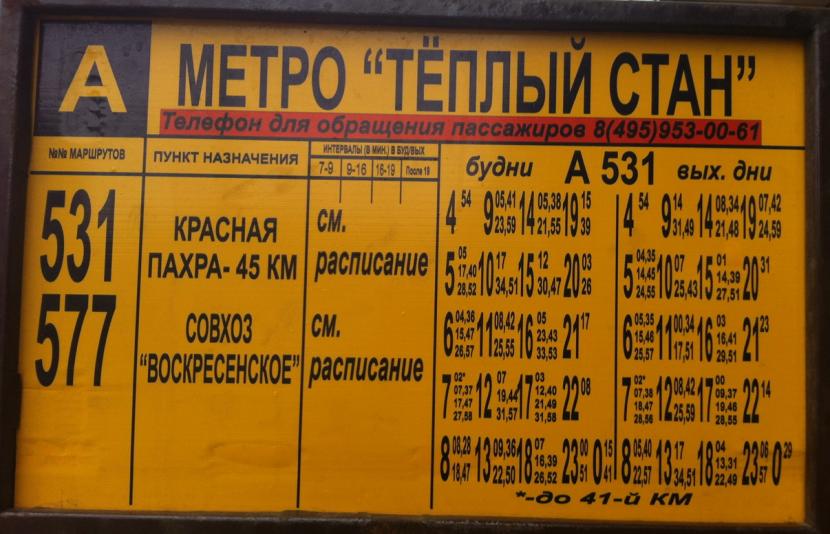 А
МЕТРО “ТЁПЛЫЙ СТАН”
Телефон для обращения пассажиров 8(495)953-00-61
№№ МАРШРУТОВ
ПУНКТ НАЗНАЧЕНИЯ
ИНТЕРВАЛЫ (В МИН.) В БУД/ВЫХ
7-9 9-16 16-19 После 19
531
КРАСНАЯ
ПАХРА- 45 КМ
см.
расписание
577
СОВХОЗ
“ВОСКРЕСЕНСКОЕ”
см.
расписание
будни А 531 вых. дни
4 54 9 05,41 23,59 14 05,38 21,55 19 15 39
5 05 17,40 28,52 10 17 34,51 15 12 30,47 20 03 26
6 04,36 15,47 26,57 11 08,42 25,55 16 05 23,43 33,53 21 17
7 02* 07,37 17,47 27,58 12 07 19,44 31,57 17 03 12,40 21,49 31,58 22 08
8 08,28 18,47 13 09,36 22,50 18 07 16,39 26,52 23 00 51 0 15 41
4 54 9 14 31,49 14 08,34 21,48 19 07,42 24,59
5 04,35 14,45 24,55 10 07 25,43 15 01 14,39 27,51 20 31
6 05,35 15,46 25,57 11 00,34 17,51 16 03 16,41 29,51 21 23
7 02* 07,38 18,47 28,56 12 08,42 25,59 17 00 09,37 19,46 28,55 22 14
8 05,40 22,57 13 17 34,51 18 04 13,31 22,49 23 06 57 0 29
*-до 41-й КМ